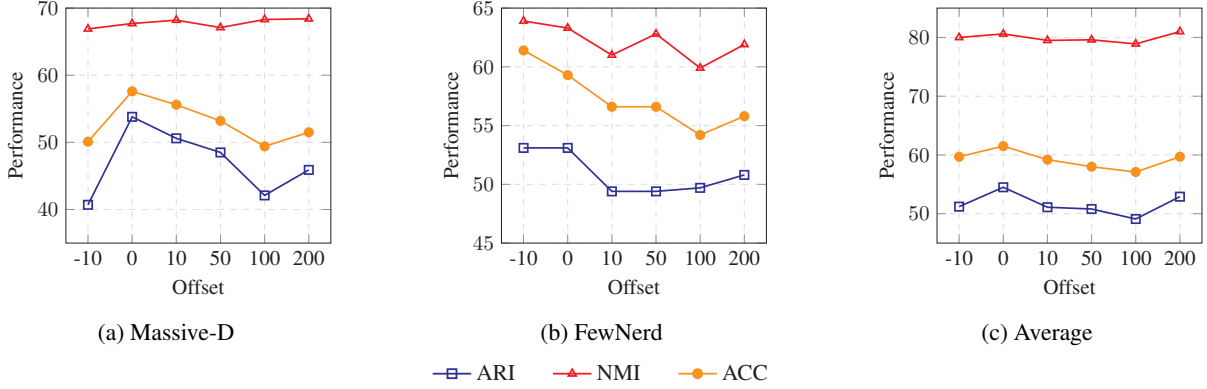 70
60
50
40
Performance
-10 0 10 50 100 200
Offset
(a) Massive-D
65
60
55
50
45
Performance
-10 0 10 50 100 200
Offset
(b) FewNerd
80
70
60
50
Performance
-10 0 10 50 100 200
Offset
(c) Average
ARI NMI ACC